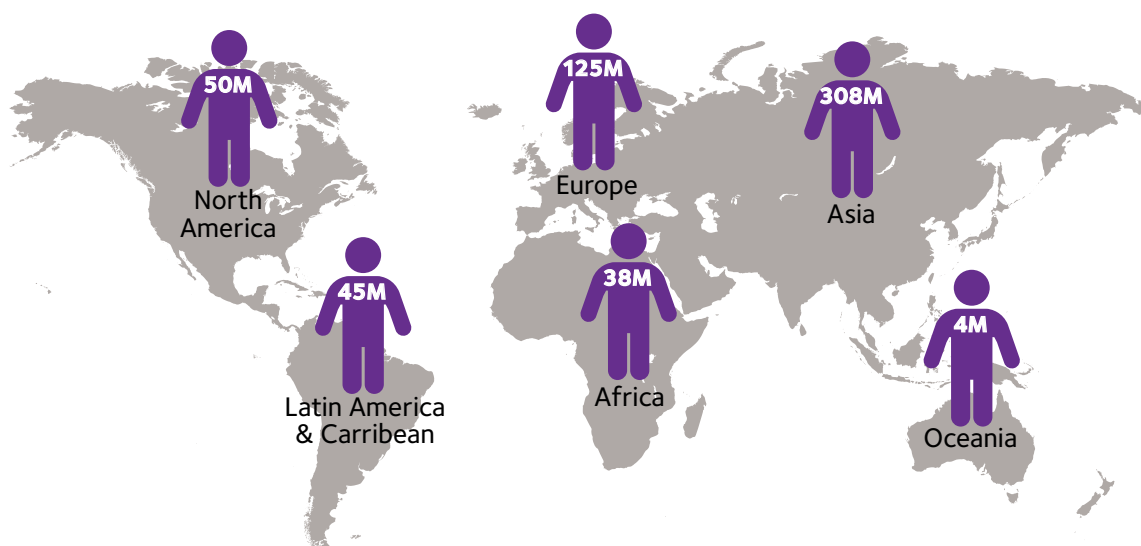 50M
North
America
125M
Europe
308M
Asia
45M
Latin America
& Carribean
38M
Africa
4M
Oceania